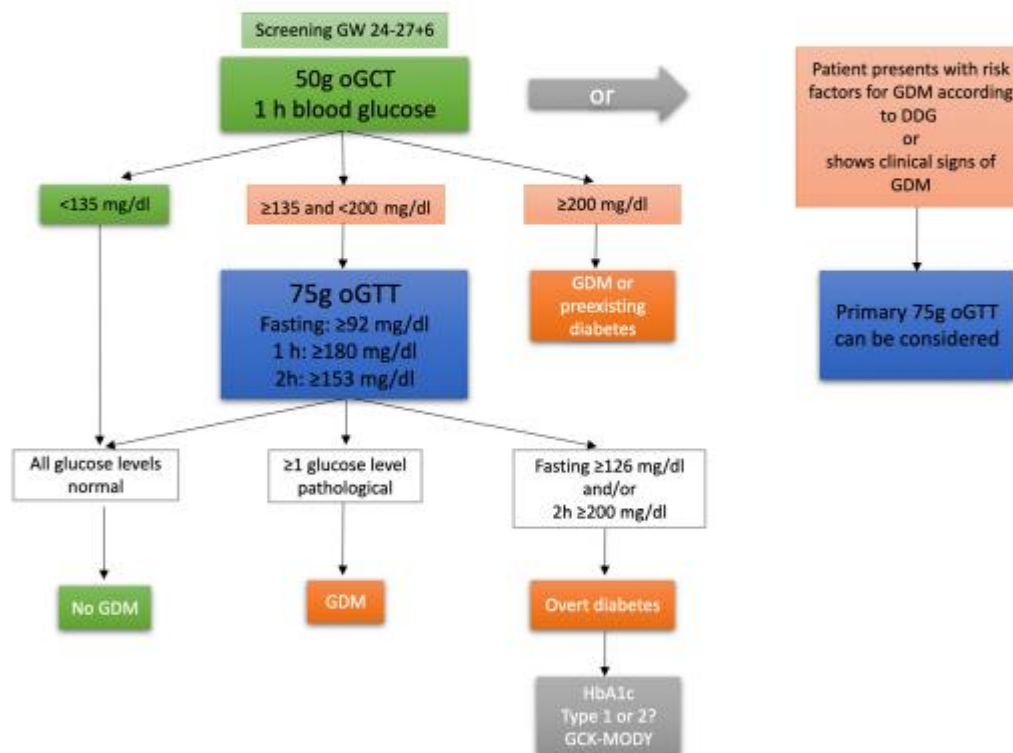 Screening GW 24-27+6
50g oGCT
1 h blood glucose
or
Patient presents with risk
factors for GDM according
to DDG
or
shows clinical signs of
GDM
<135 mg/dl
≥135 and <200 mg/dl
≥200 mg/dl
75g oGTT
Fasting: ≥92 mg/dl
1 h: ≥180 mg/dl
2h: ≥153 mg/dl
GDM or
preexisting
diabetes
Primary 75g oGTT
can be considered
All glucose levels
normal
≥1 glucose level
pathological
Fasting ≥126 mg/dl
and/or
2h ≥200 mg/dl
No GDM
GDM
Overt diabetes
HbA1c
Type 1 or 2?
GCK-MODY